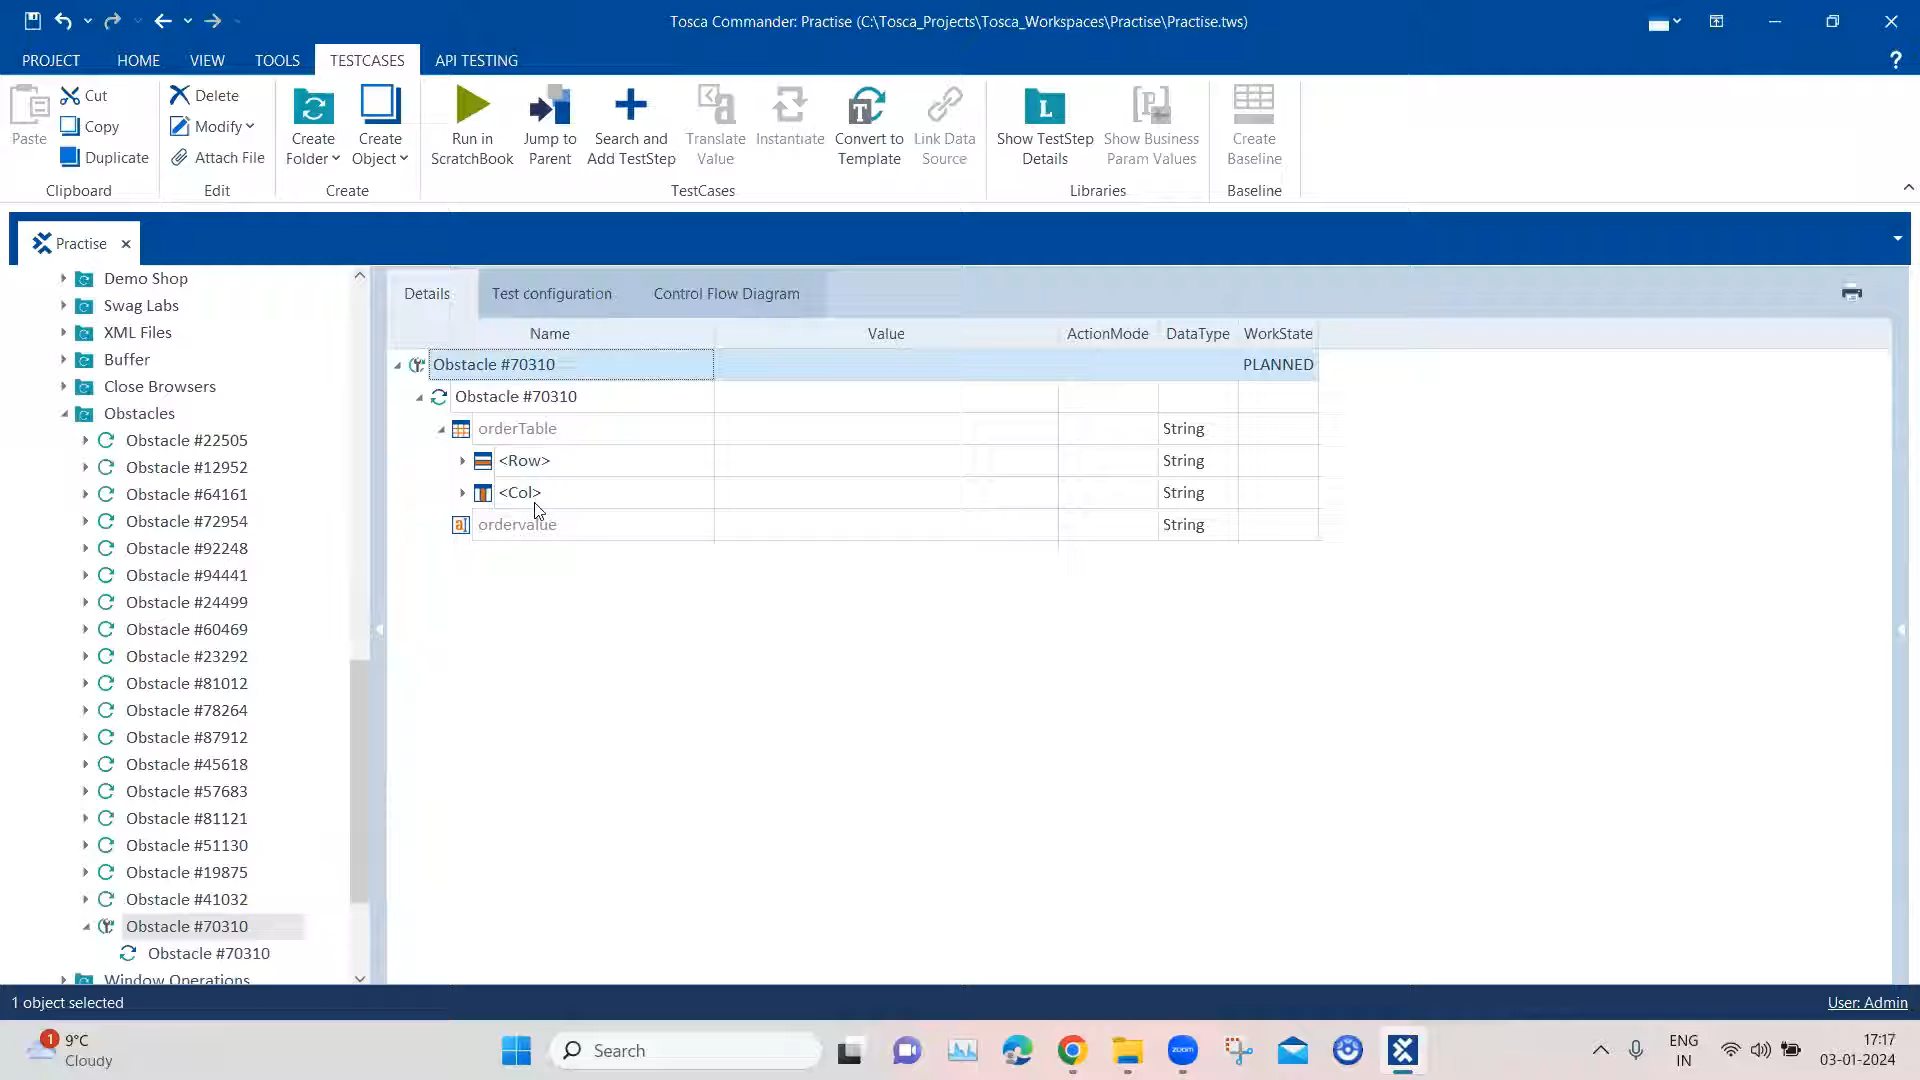 Tosca Commander: Practise (C:\Tosca_Projects\Tosca_Workspaces\Practise\Practise.tws)
PROJECT HOME VIEW TOOLS TESTCASES API TESTING
?
Paste
Cut
Copy
Duplicate
Clipboard
Delete
Modify
Attach File
Edit
Create Folder
Create Object
Create
Run in ScratchBook
Jump to Parent
Search and Add TestStep
Translate Value
Instantiate
Convert to Template
Link Data Source
TestCases
Show TestStep Details
Show Business Param Values
Libraries
Create Baseline
Baseline
Practise
Demo Shop
Swag Labs
XML Files
Buffer
Close Browsers
Obstacles
Obstacle #22505
Obstacle #12952
Obstacle #64161
Obstacle #72954
Obstacle #92248
Obstacle #94441
Obstacle #24499
Obstacle #60469
Obstacle #23292
Obstacle #81012
Obstacle #78264
Obstacle #87912
Obstacle #45618
Obstacle #57683
Obstacle #81121
Obstacle #51130
Obstacle #19875
Obstacle #41032
Obstacle #70310
Obstacle #70310
Window Operations
Details Test configuration Control Flow Diagram
Name Value ActionMode DataType WorkState
Obstacle #70310 PLANNED
Obstacle #70310
orderTable String
<Row> String
<Col> String
ordervalue String
1 object selected
User: Admin
1
9°C
Cloudy
Search
zoom
ENG
IN
17:17
03-01-2024